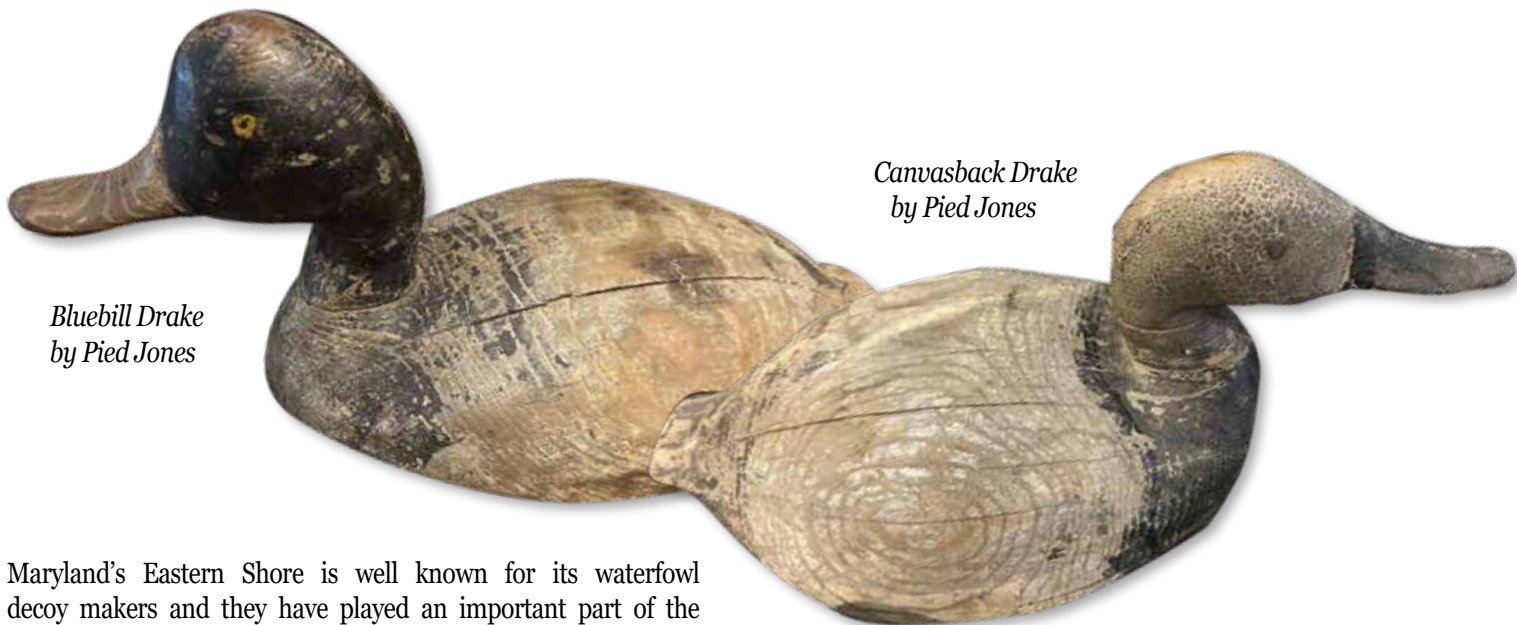 Canvasback Drake
by Pied Jones
Bluebill Drake
by Pied Jones
Maryland’s Eastern Shore is well known for its waterfowl
decoy makers and they have played an important part of the